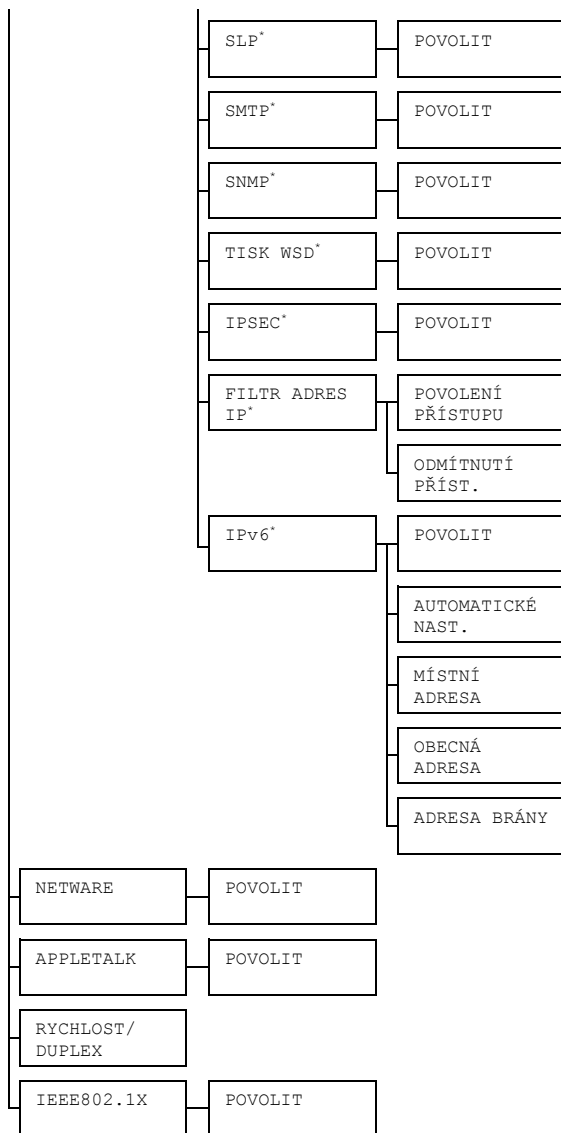 SLP* POVOLIT
SMTP* POVOLIT
SNMP* POVOLIT
TISK WSD* POVOLIT
IPSEC* POVOLIT
FILTR ADRES
IP*
POVOLENÍ
PŘÍSTUPU
ODMÍTNUTÍ
PŘÍST.
IPv6* POVOLIT
AUTOMATICKÉ
NAST.
MÍSTNÍ
ADRESA
OBECNÁ
ADRESA
ADRESA BRÁNY
NETWARE POVOLIT
APPLETALK POVOLIT
RYCHLOST/
DUPLEX
IEEE802.1X POVOLIT